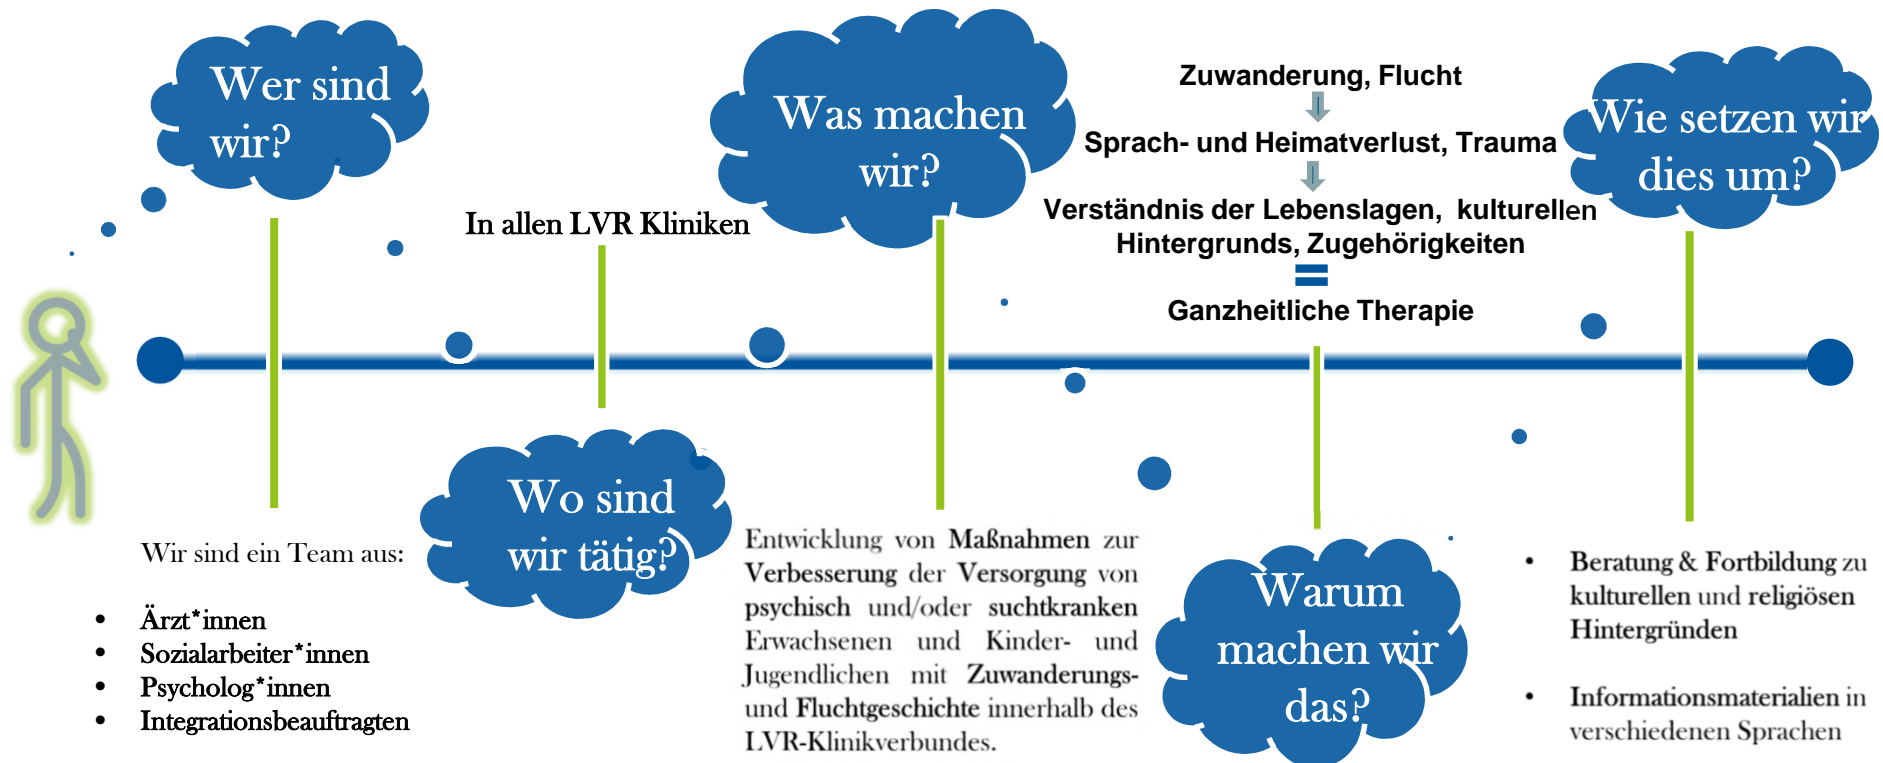 Wer sind
wir?
Wir sind ein Team aus:
• Ärzt*innen
• Sozialarbeiter*innen
• Psycholog*innen
• Integrationsbeauftragten
In allen LVR Kliniken
Wo sind
wir tätig?
Was machen
wir?
Entwicklung von Maßnahmen zur
Verbesserung der Versorgung von
psychisch und/oder suchtkranken
Erwachsenen und Kinder- und
Jugendlichen mit Zuwanderungs-
und Fluchtgeschichte innerhalb des
LVR-Klinikverbundes.
Zuwanderung, Flucht
Sprach- und Heimatverlust, Trauma
Verständnis der Lebenslagen, kulturellen
Hintergrunds, Zugehörigkeiten
=
Ganzheitliche Therapie
Warum
machen wir
das?
Wie setzen wir
dies um?
• Beratung & Fortbildung zu
kulturellen und religiösen
Hintergründen
• Informationsmaterialien in
verschiedenen Sprachen